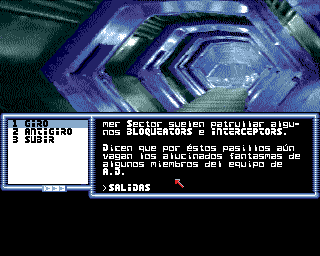 1 GIRO
2 ANTIGIRO
3 SUBIR
mer Sector suelen patrullar algu-
nos BLOQUEATORS e INTERCEPTORS.
Dicen que por éstos pasillos aún
vagan los alucinados fantasmas de
algunos miembros del equipo de
A.D.
>SALIDAS